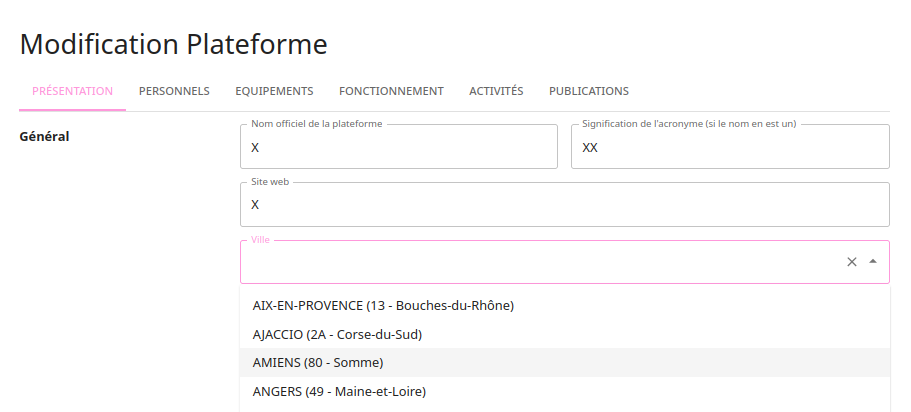 Modification Plateforme
PRÉSENTATION PERSONNELS EQUIPEMENTS FONCTIONNEMENT ACTIVITÉS PUBLICATIONS
Général
Nom officiel de la plateforme
X
Signification de l'acronyme (si le nom en est un)
XX
Site web
X
Ville
AIX-EN-PROVENCE (13 - Bouches-du-Rhône)
AJACCIO (2A - Corse-du-Sud)
AMIENS (80 - Somme)
ANGERS (49 - Maine-et-Loire)